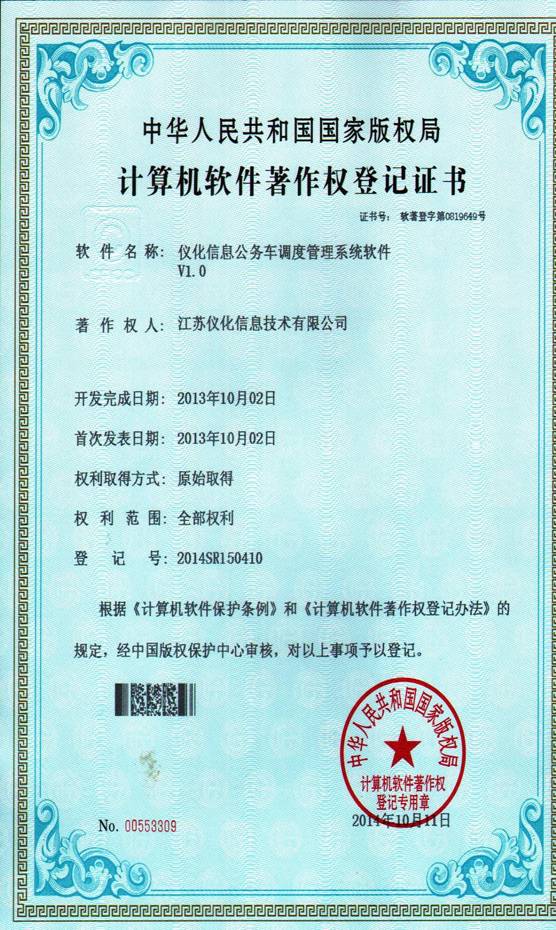 中华人民共和国国家版权局
计算机软件著作权登记证书
证书号： 软著登字第0819649号
软件名称： 仪化信息公务车调度管理系统软件
V1.0
著作权人： 江苏仪化信息技术有限公司
开发完成日期： 2013年10月02日
首次发表日期： 2013年10月02日
权利取得方式： 原始取得
权利范围： 全部权利
登记号： 2014SR150410
根据《计算机软件保护条例》和《计算机软件著作权登记办法》的
规定，经中国版权保护中心审核，对以上事项予以登记。
中华人民共和国国家版权局
计算机软件著作权
登记专用章
No. 00553309
2014年10月11日